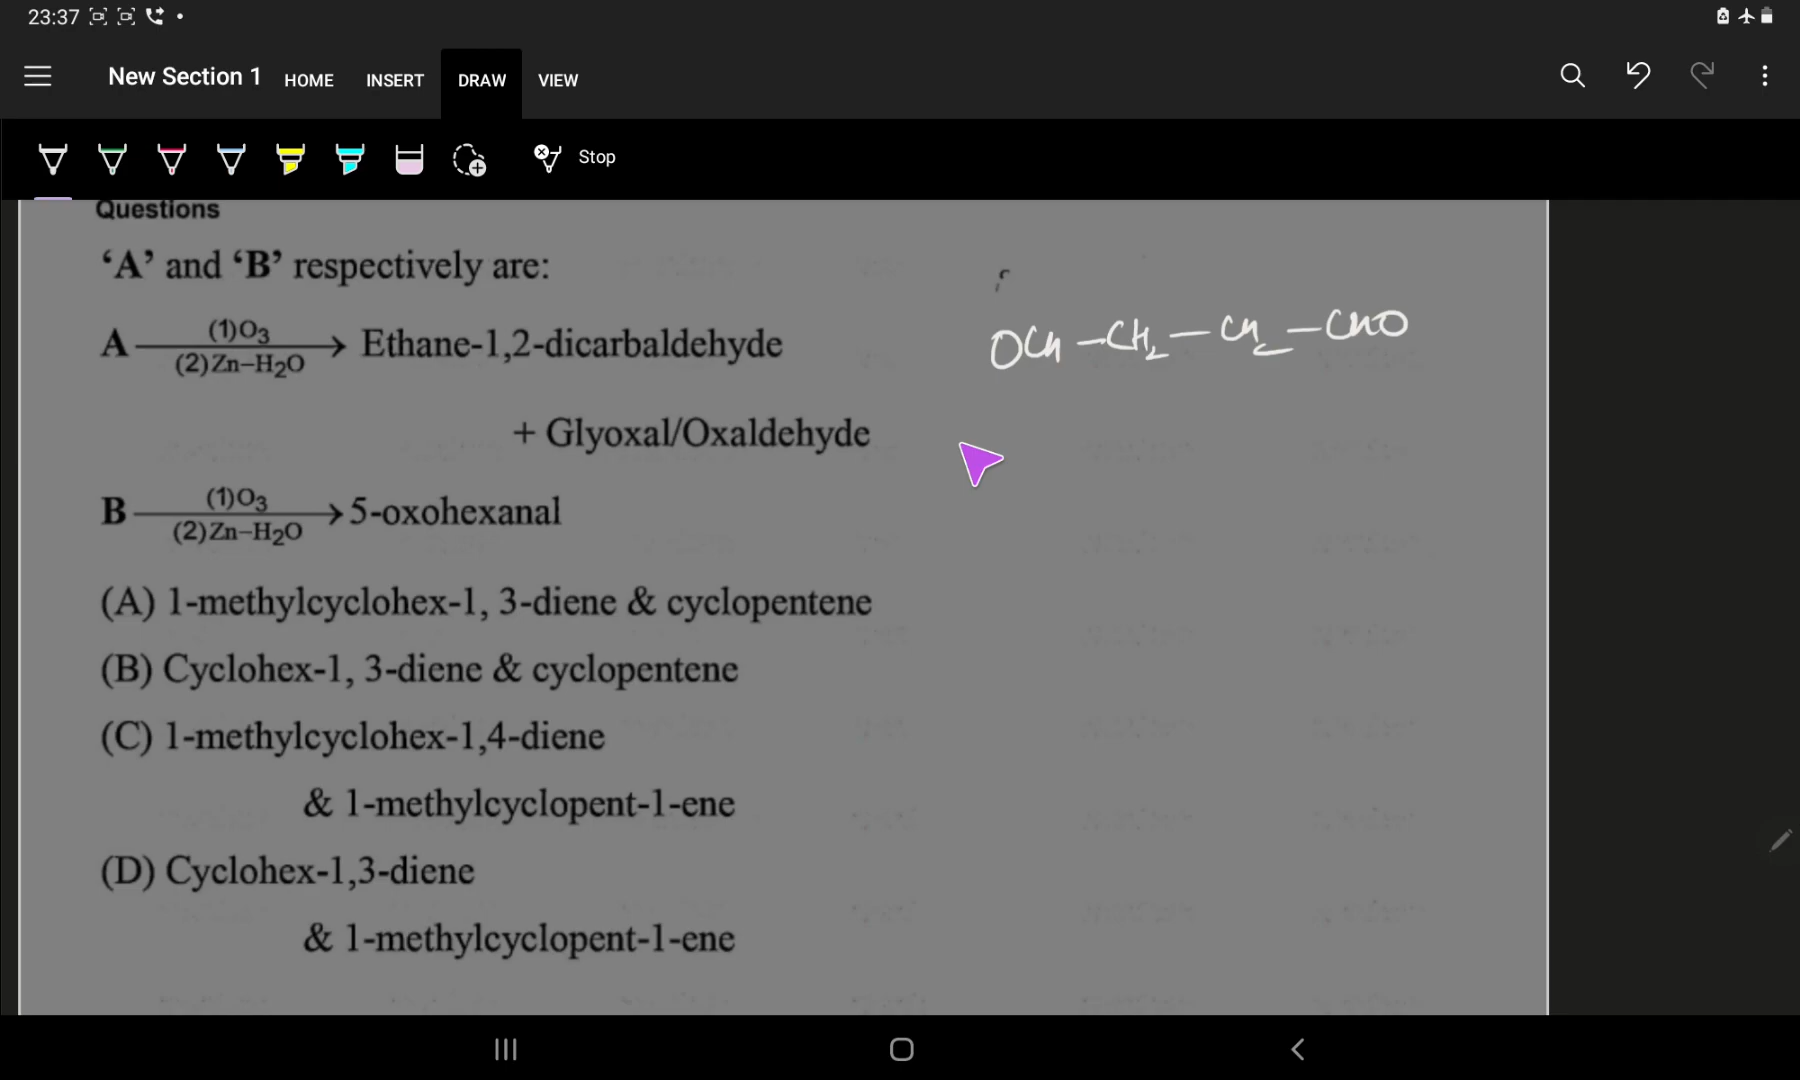 23:37
New Section 1 HOME INSERT DRAW VIEW
Stop
Questions
‘A’ and ‘B’ respectively are:
A (1)O3 (2)Zn–H2O → Ethane-1,2-dicarbaldehyde
OCH –CH2 – CH2 – CHO
+ Glyoxal/Oxaldehyde
B (1)O3 (2)Zn–H2O → 5-oxohexanal
(A) 1-methylcyclohex-1, 3-diene & cyclopentene
(B) Cyclohex-1, 3-diene & cyclopentene
(C) 1-methylcyclohex-1,4-diene
& 1-methylcyclopent-1-ene
(D) Cyclohex-1,3-diene
& 1-methylcyclopent-1-ene